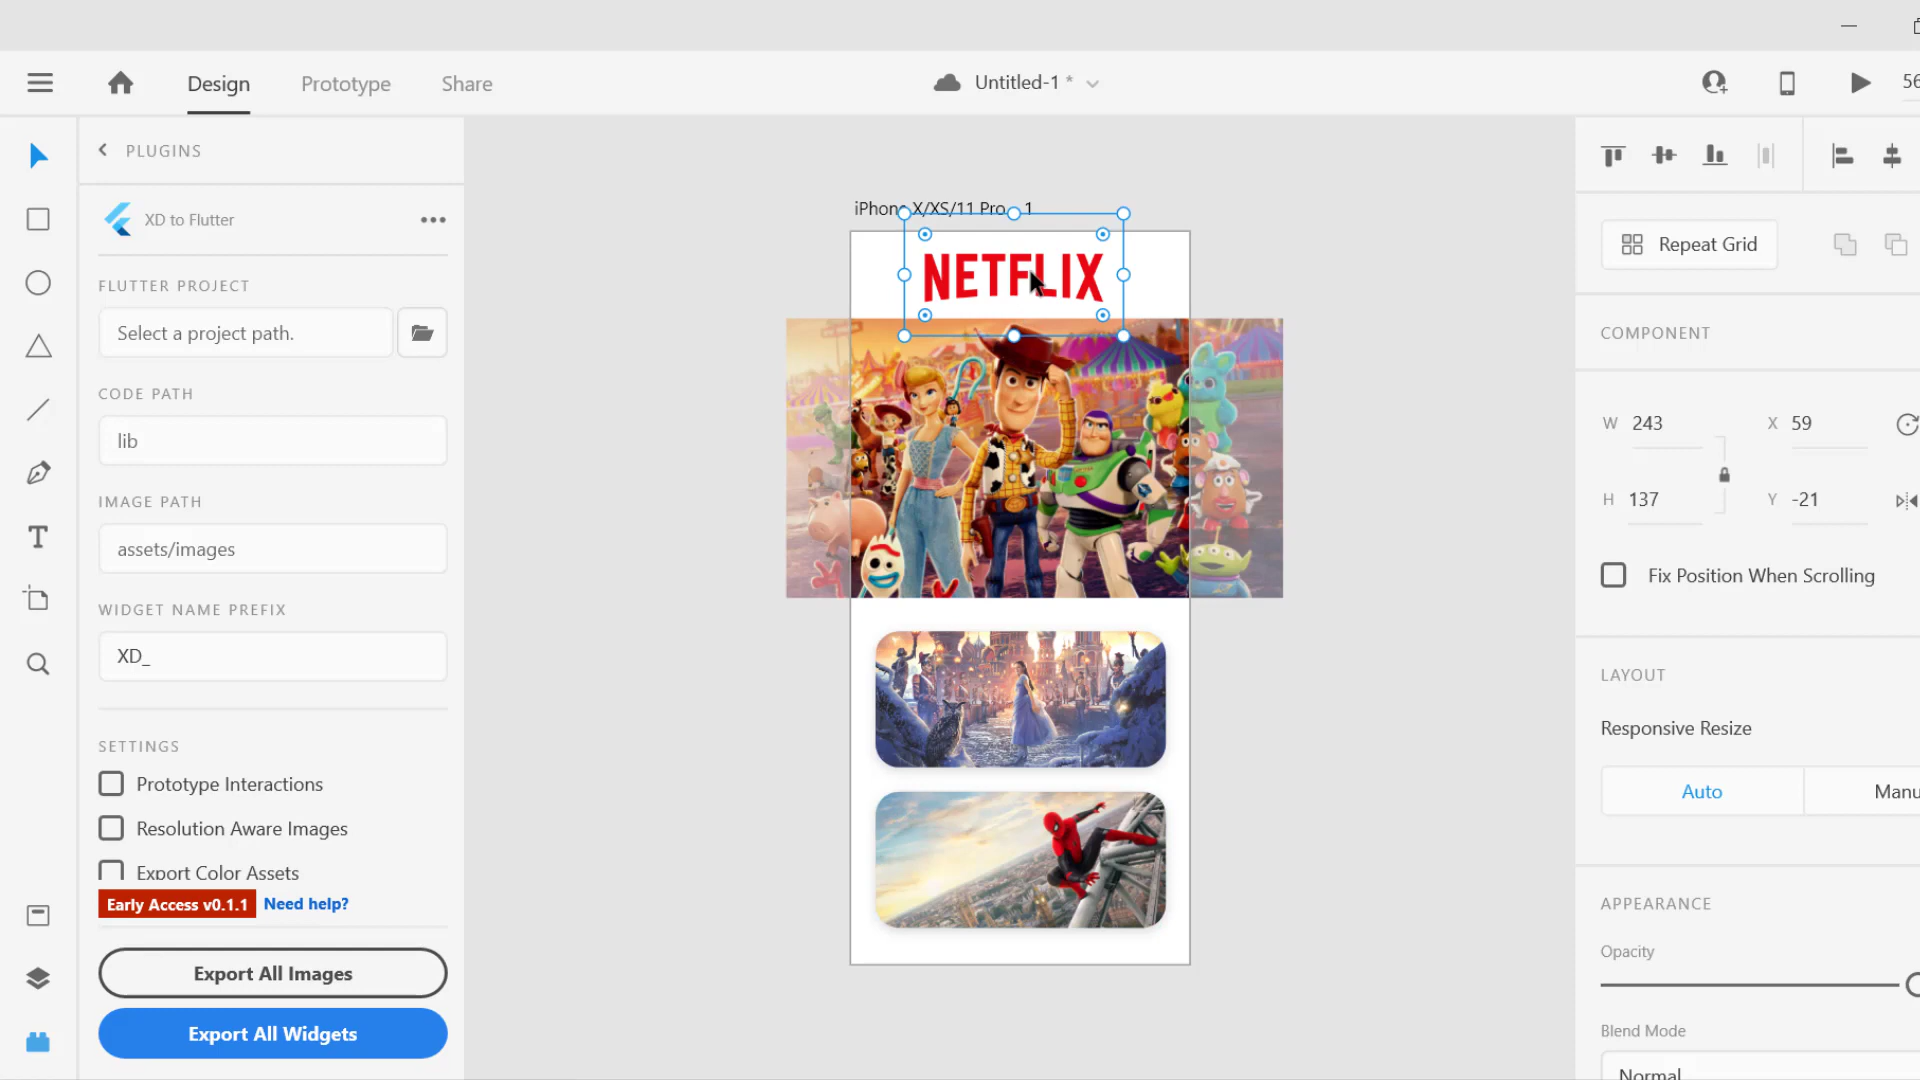 Design
Prototype
Share
Untitled-1 *
PLUGINS
XD to Flutter
FLUTTER PROJECT
Select a project path.
CODE PATH
lib
IMAGE PATH
assets/images
WIDGET NAME PREFIX
XD_
SETTINGS
Prototype Interactions
Resolution Aware Images
Export Color Assets
Early Access v0.1.1
Need help?
Export All Images
Export All Widgets
iPhone X/XS/11 Pro – 1
NETFLIX
56
Repeat Grid
COMPONENT
W 243
X 59
H 137
Y -21
Fix Position When Scrolling
LAYOUT
Responsive Resize
Auto
Manu
APPEARANCE
Opacity
Blend Mode
Normal